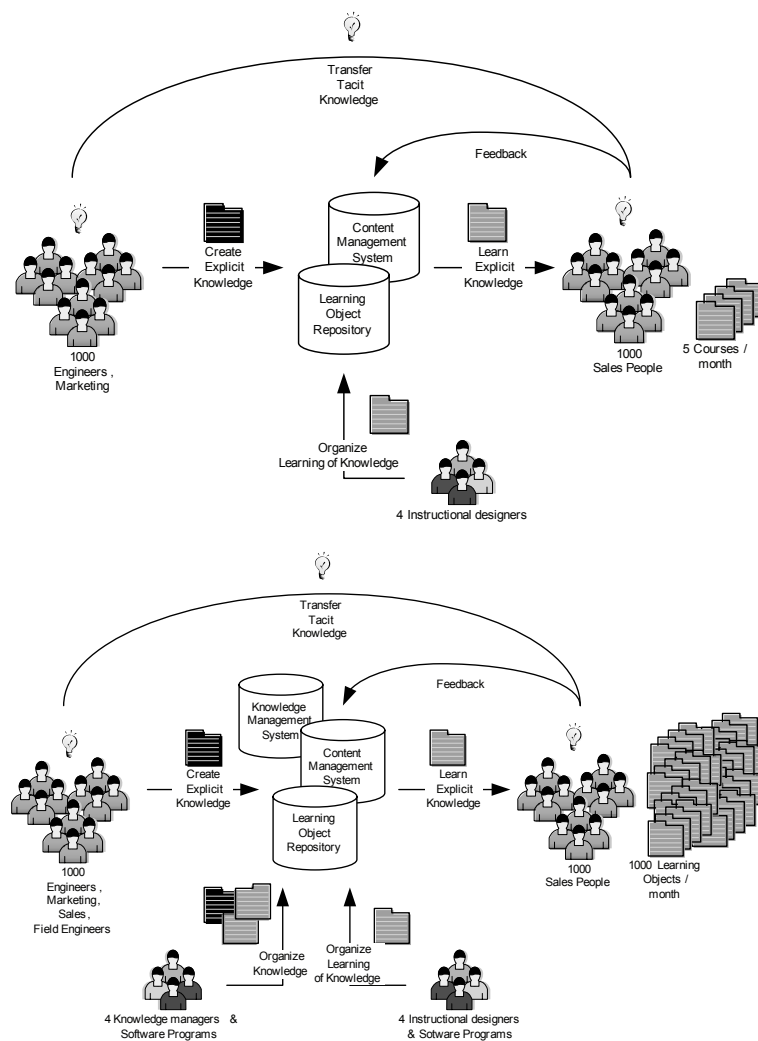 Transfer
Tacit
Knowledge
Feedback
Create
Explicit
Knowledge
Content
Management
System
Learning
Object
Repository
Learn
Explicit
Knowledge
1000
Engineers ,
Marketing
1000
Sales People
5 Courses /
month
Organize
Learning of Knowledge
4 Instructional designers
Transfer
Tacit
Knowledge
Feedback
Knowledge
Management
System
Create
Explicit
Knowledge
Content
Management
System
Learning
Object
Repository
Learn
Explicit
Knowledge
1000
Engineers ,
Marketing,
Sales ,
Field Engineers
1000
Sales People
1000 Learning
Objects /
month
Organize
Knowledge
Organize
Learning
of Knowledge
4 Knowledge managers &
Software Programs
4 Instructional designers
& Sotware Programs